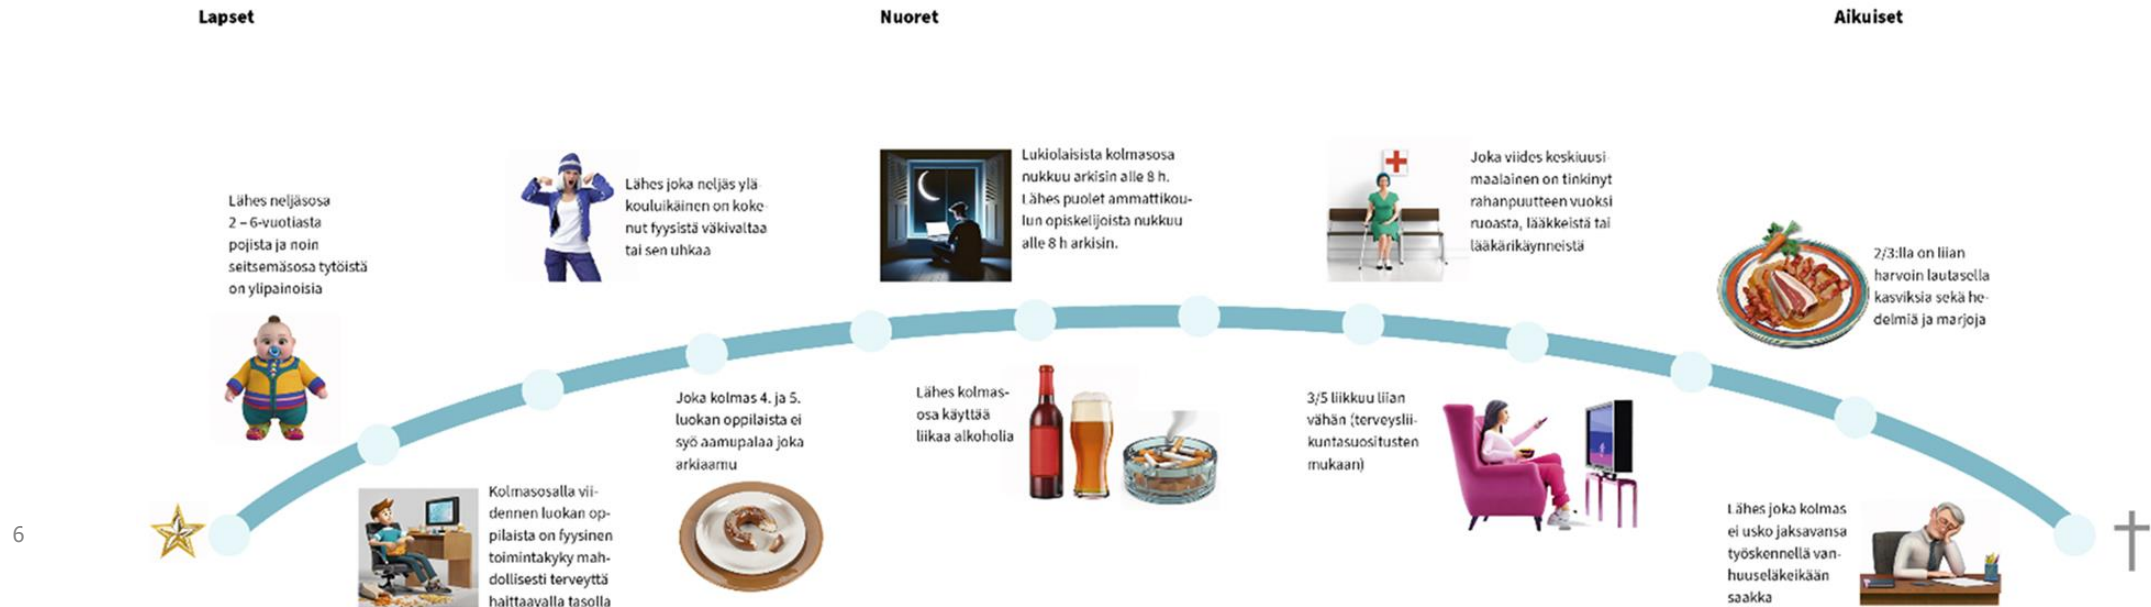 Lapset
Nuoret
Aikuiset
Lähes neljäsosa
2 – 6-vuotiasta
pojista ja noin
seitsemäsosa tytöistä
on ylipainoisia
Kolmasosalla vii-
dennen luokan op-
pilaista on fyysinen
toimintakyky mah-
dollisesti terveyttä
haittaavalla tasolla
Lähes joka neljäs ylä-
kouluikäinen on koke-
nut fyysistä väkivaltaa
tai sen uhkaa
Joka kolmas 4. ja 5.
luokan oppilaista ei
syö aamupalaa joka
arkiaamu
Lukiolaisista kolmasosa
nukkuu arkisin alle 8 h.
Lähes puolet ammattikou-
lun opiskelijoista nukkuu
alle 8 h arkisin.
Lähes kolmas-
osa käyttää
liikaa alkoholia
Joka viides keskiuusi-
maalainen on tinkinyt
rahanpuutteen vuoksi
ruoasta, lääkkeistä tai
lääkärikäynneistä
3/5 liikkuu liian
vähän (terveyslii-
kuntasuositusten
mukaan)
2/3:lla on liian
harvoin lautasella
kasviksia sekä he-
delmiä ja marjoja
Lähes joka kolmas
ei usko jaksavansa
työskennellä van-
huuseläkeikään
saakka
6